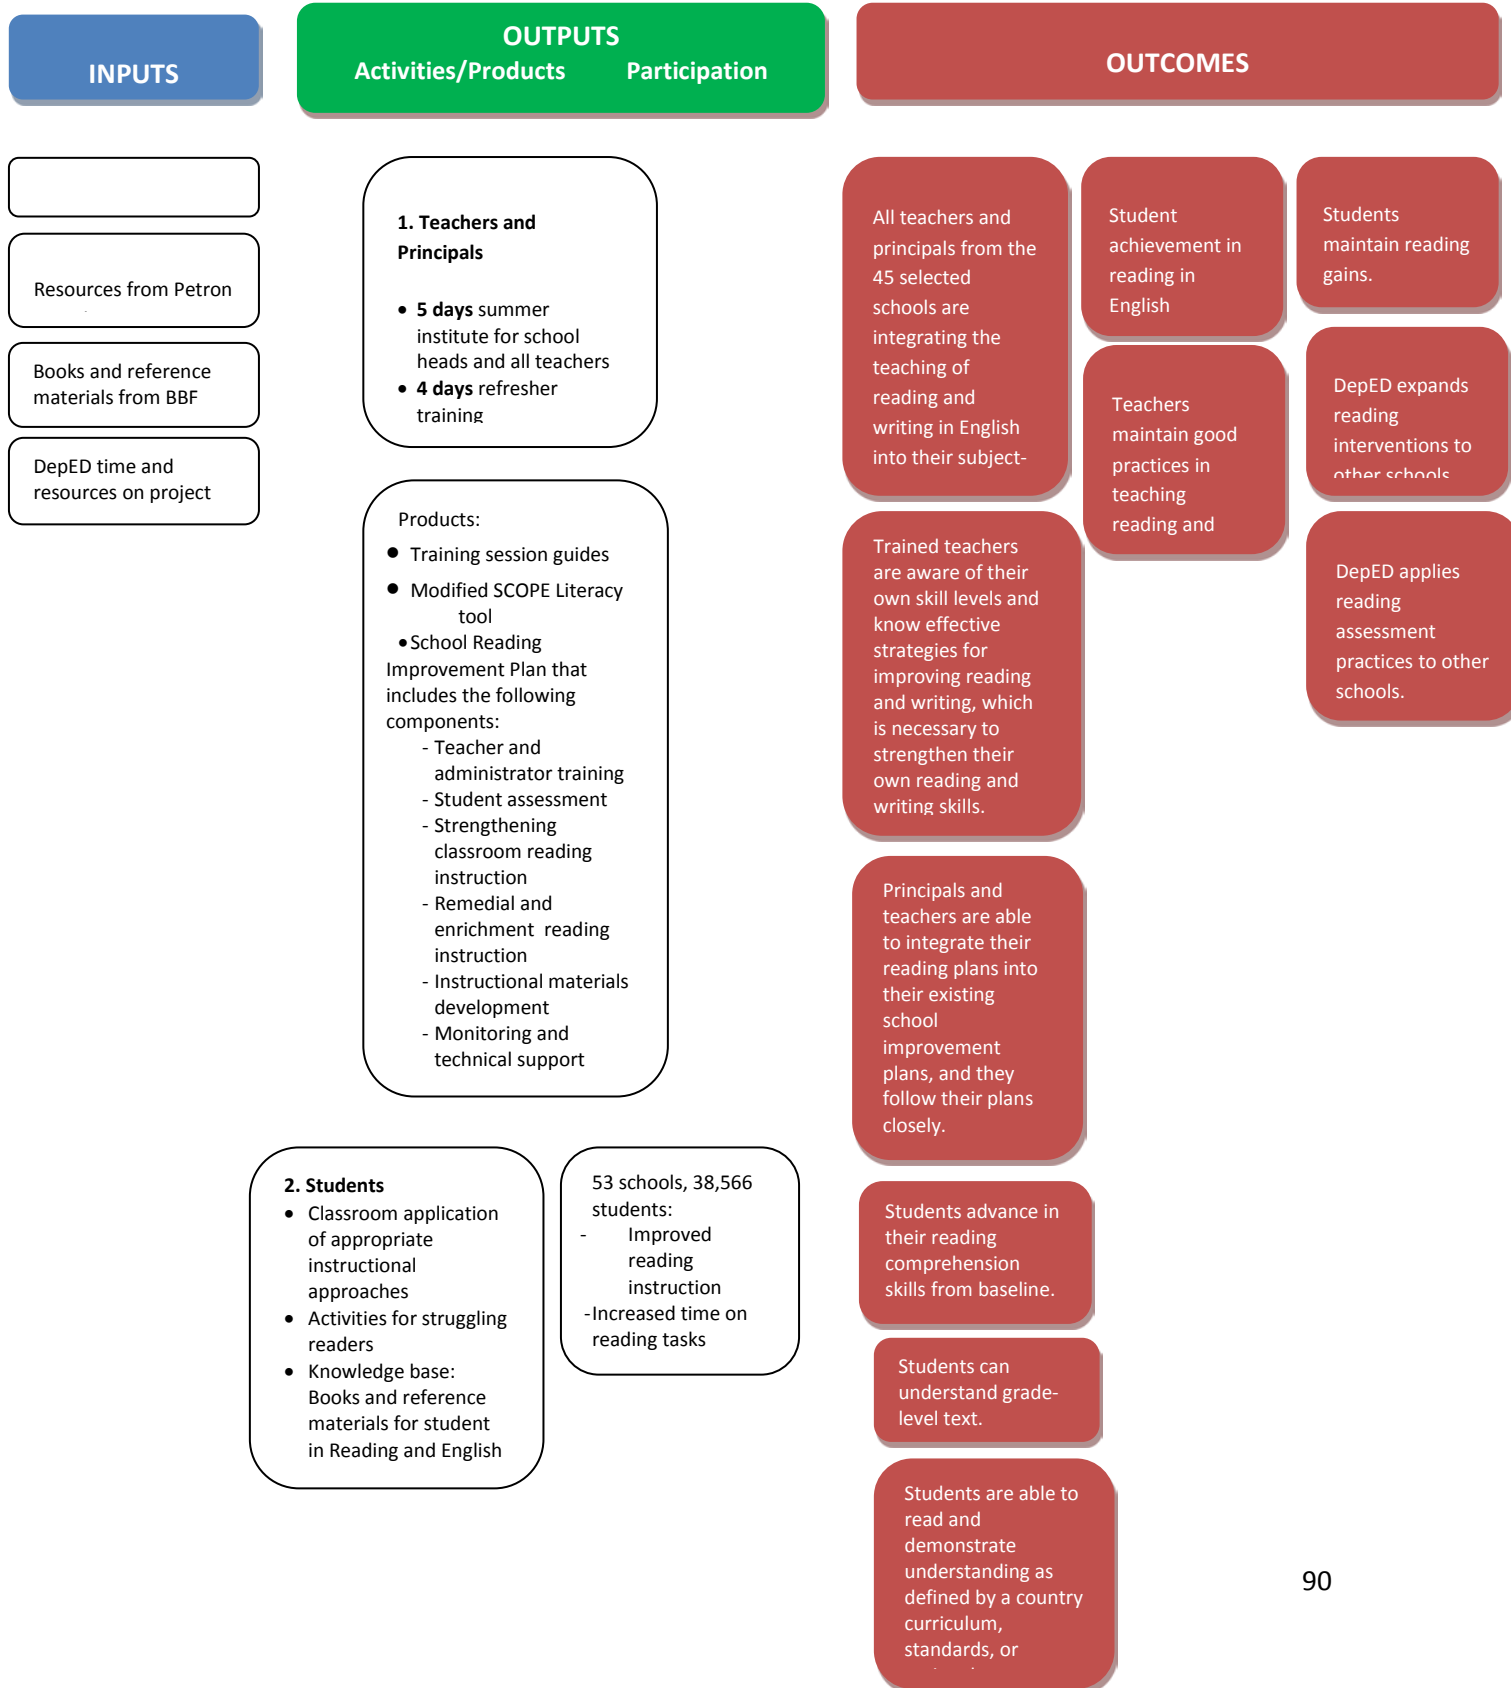 INPUTS
OUTPUTS
Activities/Products Participation
OUTCOMES
Resources from Petron
Books and reference
materials from BBF
DepED time and
resources on project
1. Teachers and
Principals
• 5 days summer
institute for school
heads and all teachers
• 4 days refresher
training
Products:
• Training session guides
• Modified SCOPE Literacy
tool
• School Reading
Improvement Plan that
includes the following
components:
- Teacher and
administrator training
- Student assessment
- Strengthening
classroom reading
instruction
- Remedial and
enrichment reading
instruction
- Instructional materials
development
- Monitoring and
technical support
2. Students
• Classroom application
of appropriate
instructional
approaches
• Activities for struggling
readers
• Knowledge base:
Books and reference
materials for student
in Reading and English
53 schools, 38,566
students:
- Improved
reading
instruction
-Increased time on
reading tasks
All teachers and
principals from the
45 selected
schools are
integrating the
teaching of
reading and
writing in English
into their subject-
Trained teachers
are aware of their
own skill levels and
know effective
strategies for
improving reading
and writing, which
is necessary to
strengthen their
own reading and
writing skills.
Principals and
teachers are able
to integrate their
reading plans into
their existing
school
improvement
plans, and they
follow their plans
closely.
Students advance in
their reading
comprehension
skills from baseline.
Students can
understand grade-
level text.
Students are able to
read and
demonstrate
understanding as
defined by a country
curriculum,
standards, or
Student
achievement in
reading in
English
Teachers
maintain good
practices in
teaching
reading and
Students
maintain reading
gains.
DepED expands
reading
interventions to
other schools
DepED applies
reading
assessment
practices to other
schools.
90